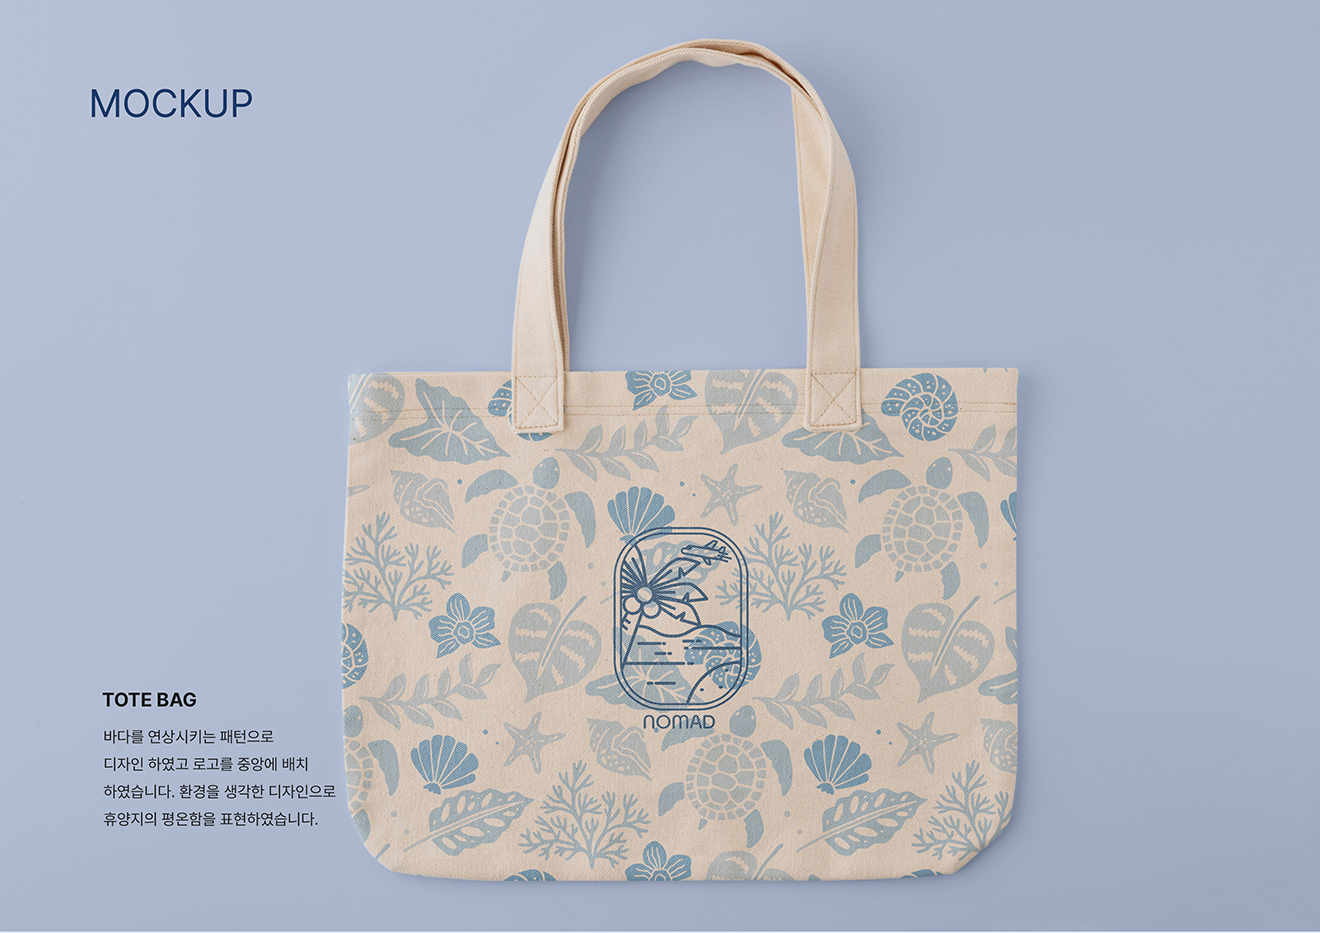 MOCKUP
TOTE BAG
바다를 연상시키는 패턴으로
디자인 하였고 로고를 중앙에 배치
하였습니다. 환경을 생각한 디자인으로
휴양지의 평온함을 표현하였습니다.
NOMAD